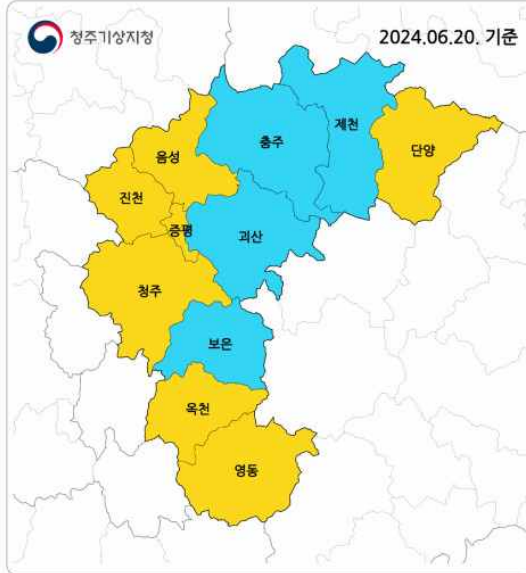 청주기상지청
2024.06.20. 기준
제천
충주
단양
음성
진천
증평
괴산
청주
보은
옥천
영동